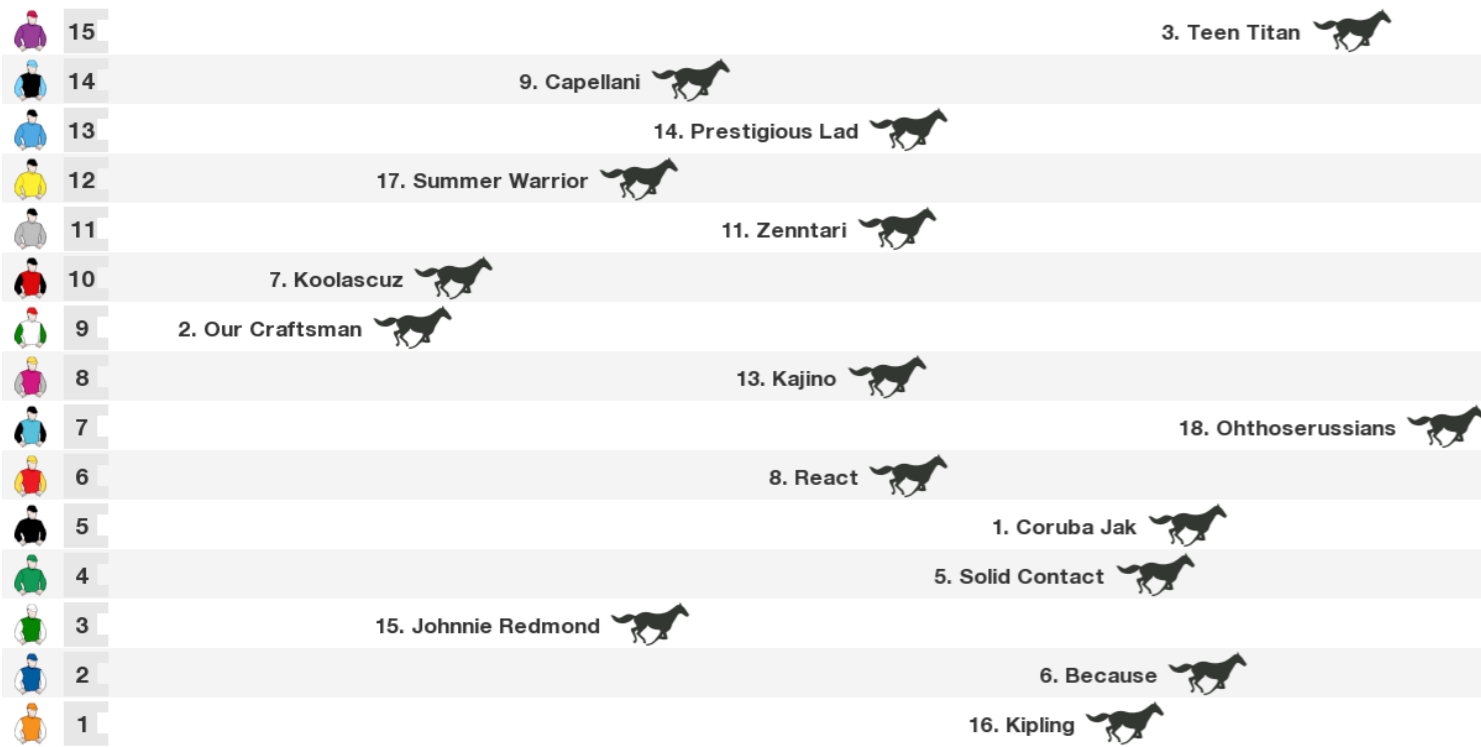 15 3. Teen Titan
14 9. Capellani
13 14. Prestigious Lad
12 17. Summer Warrior
11 11. Zenntari
10 7. Koolascuz
9 2. Our Craftsman
8 13. Kajino
7 18. Ohthoserussians
6 8. React
5 1. Coruba Jak
4 5. Solid Contact
3 15. Johnnie Redmond
2 6. Because
1 16. Kipling